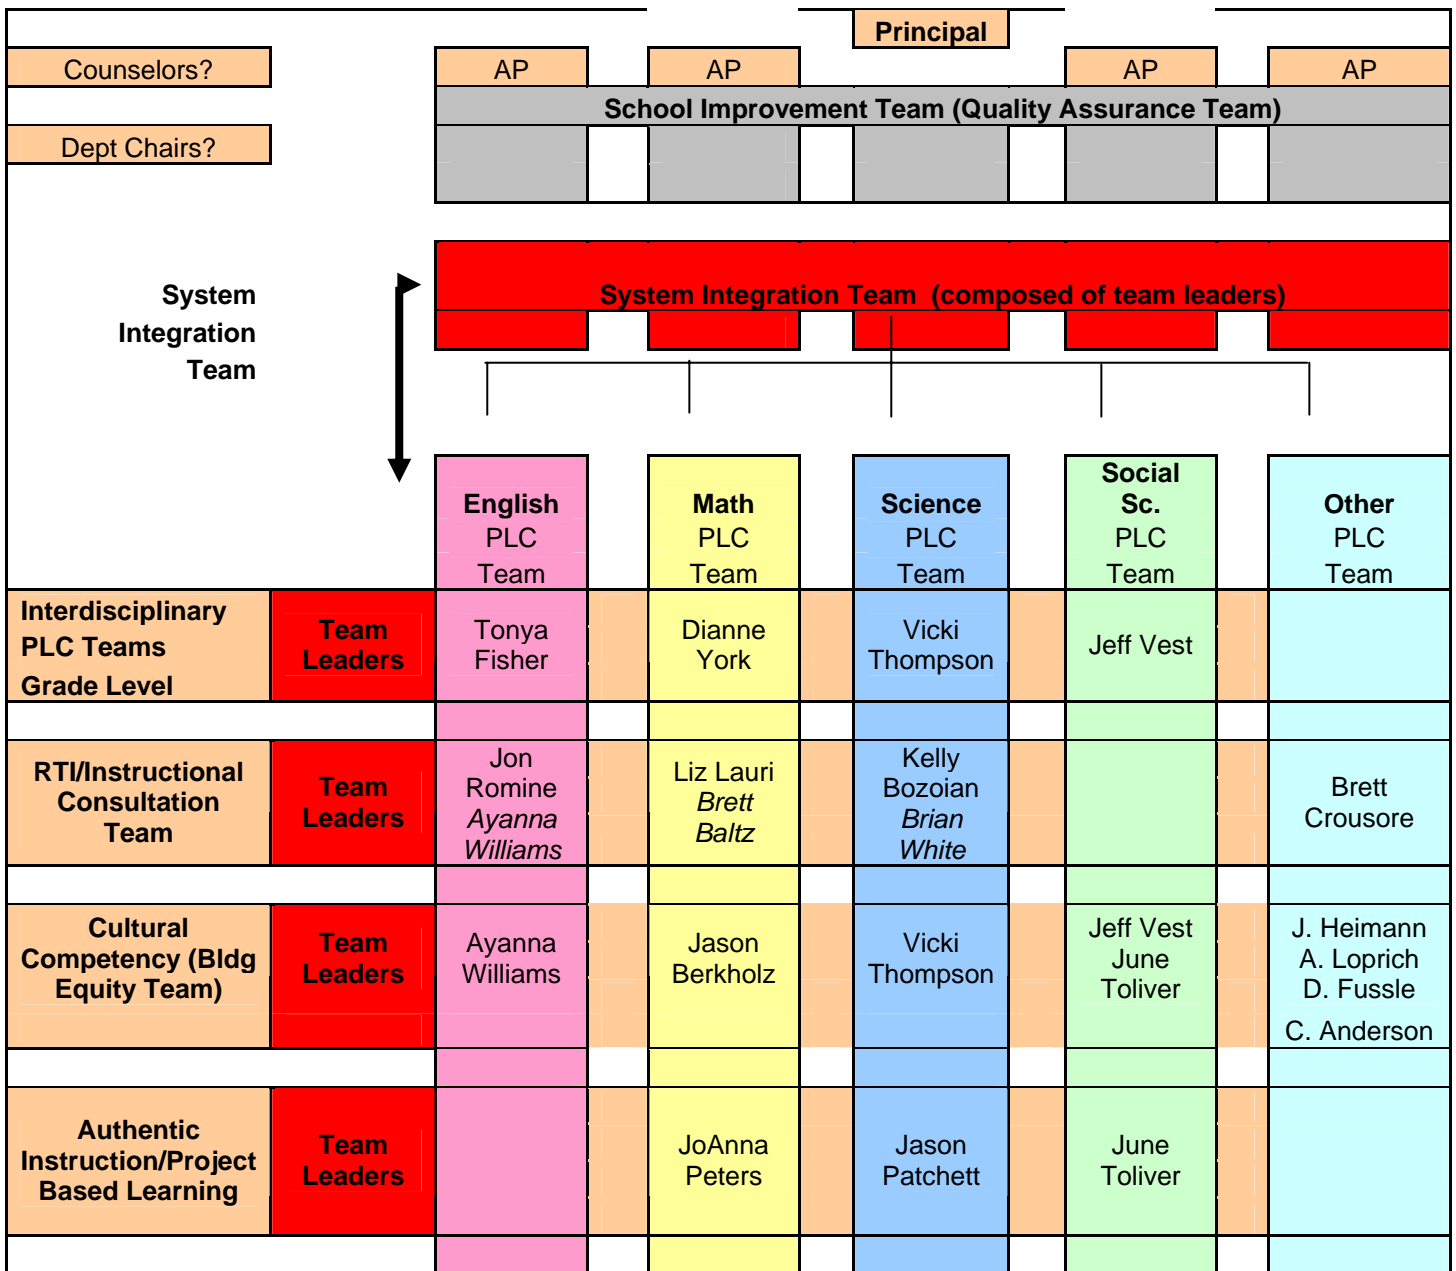 Principal
Counselors?
AP
AP
AP
AP
School Improvement Team (Quality Assurance Team)
Dept Chairs?
System
Integration
Team
System Integration Team (composed of team leaders)
English
PLC
Team
Math
PLC
Team
Science
PLC
Team
Social
Sc.
PLC
Team
Other
PLC
Team
Interdisciplinary
PLC Teams
Grade Level
Team
Leaders
Tonya
Fisher
Dianne
York
Vicki
Thompson
Jeff Vest
RTI/Instructional
Consultation
Team
Team
Leaders
Jon
Romine
Ayanna
Williams
Liz Lauri
Brett
Baltz
Kelly
Bozoian
Brian
White
Brett
Crousore
Cultural
Competency (Bldg
Equity Team)
Team
Leaders
Ayanna
Williams
Jason
Berkholz
Vicki
Thompson
Jeff Vest
June
Toliver
J. Heimann
A. Loprich
D. Fussle
C. Anderson
Authentic
Instruction/Project
Based Learning
Team
Leaders
JoAnna
Peters
Jason
Patchett
June
Toliver